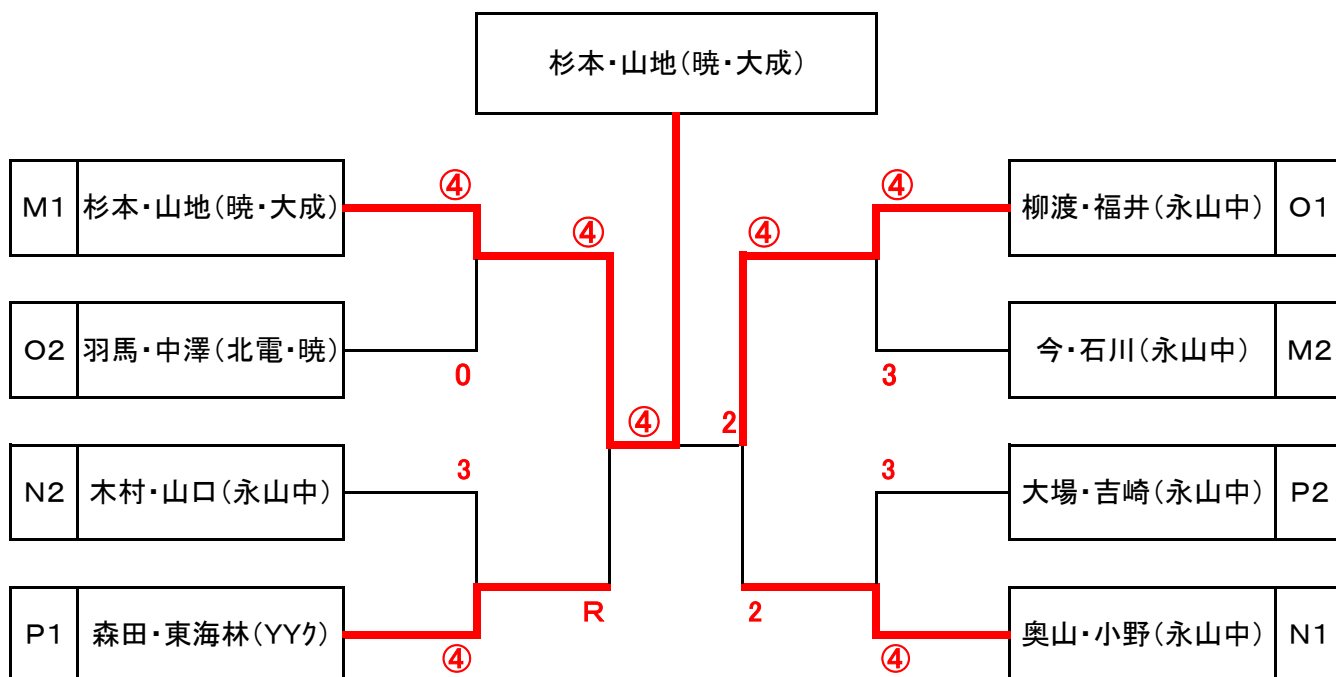 杉本・山地(暁・大成)
M1 杉本・山地(暁・大成) ④ ④ 柳渡・福井(永山中) O1
④ ④
O2 羽馬・中澤(北電・暁) 今・石川(永山中) M2
0 3
④ 2
N2 木村・山口(永山中) 3 3 大場・吉崎(永山中) P2
R 2
P1 森田・東海林(YYク) ④ ④ 奥山・小野(永山中) N1